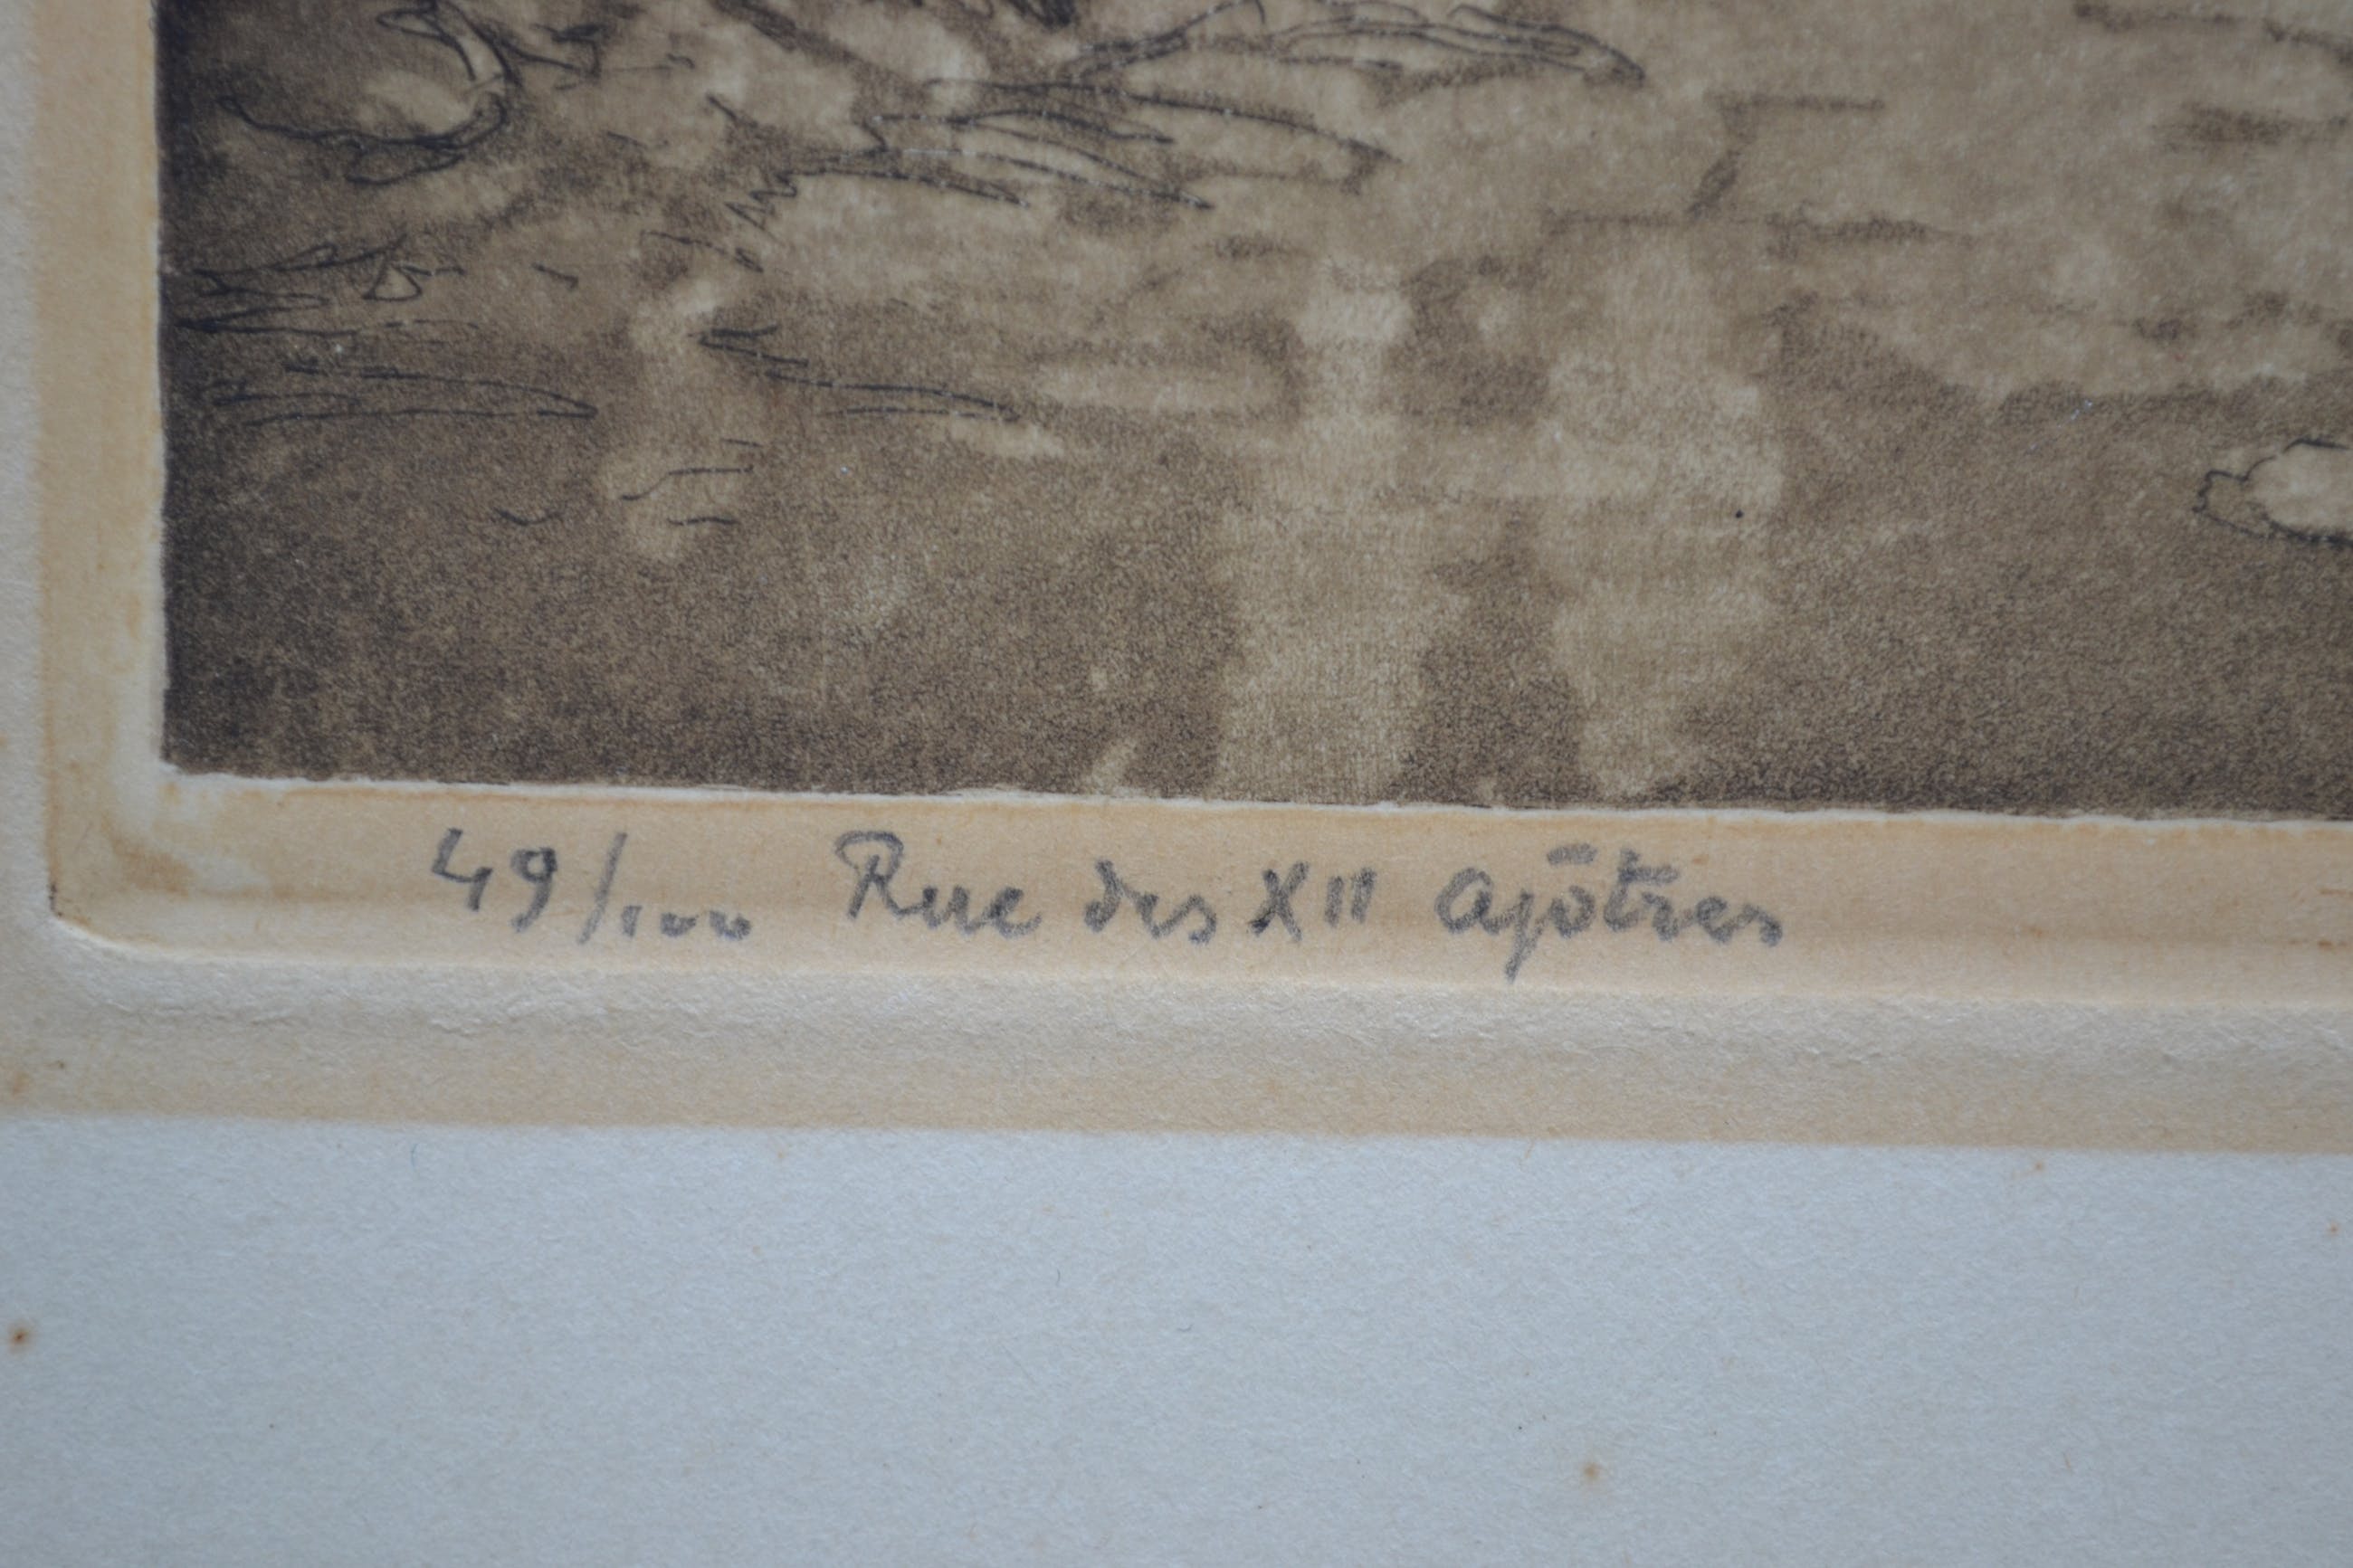 49/100 Rue des XII apôtres